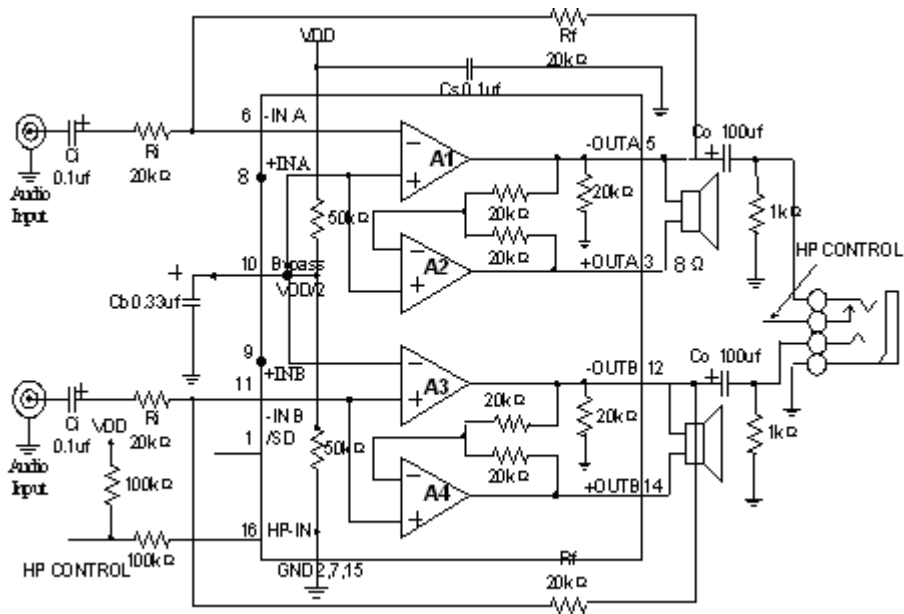 VDD
Rf
20kΩ
Cs 0.1uf
6
-IN A
Ci
0.1uf
Ri
20kΩ
Audio
Input
8
+INA
A1
-OUTA 5
Co 100uf
50kΩ
20kΩ
20kΩ
20kΩ
1kΩ
HP CONTROL
A2
+OUTA 3
8 Ω
10
Bypass
VDD/2
Cb 0.33uf
9
+INB
11
A3
-OUTB 12
Co 100uf
Ci
0.1uf
VDD
Ri
20kΩ
-INB
/SD
1
50kΩ
20kΩ
20kΩ
20kΩ
1kΩ
Audio
Input
100kΩ
A4
+OUTB 14
16
HP-IN
100kΩ
HP CONTROL
GND 2,7,15
Rf
20kΩ